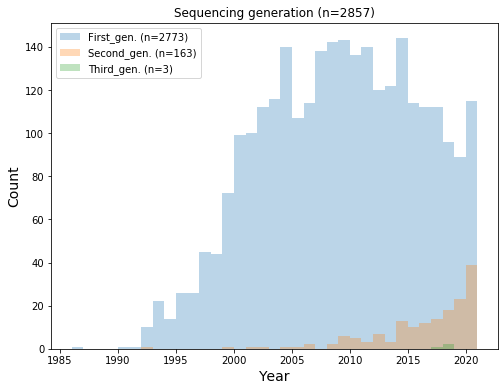 Sequencing generation (n=2857)
First_gen. (n=2773)
Second_gen. (n=163)
Third_gen. (n=3)
140
120
100
80
60
40
20
0
Count
1985 1990 1995 2000 2005 2010 2015 2020
Year